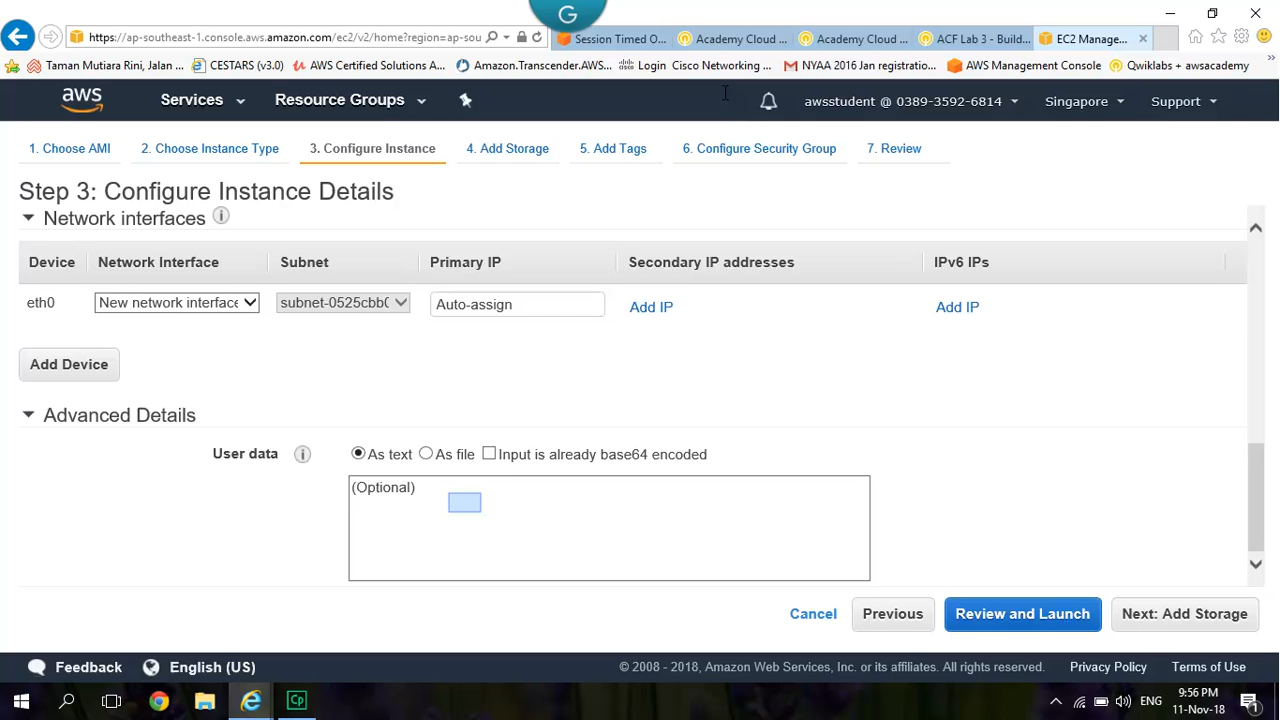 G
https://ap-southeast-1.console.aws.amazon.com/ec2/v2/home?region=ap-sou
Session Timed O...
Academy Cloud ...
Academy Cloud ...
ACF Lab 3 - Build...
EC2 Manage...
Taman Mutiara Rini, Jalan ...
CESTARS (v3.0)
AWS Certified Solutions A...
Amazon.Transcender.AWS...
Login Cisco Networking ...
NYAA 2016 Jan registratio...
AWS Management Console
Qwiklabs + awsacademy
aws
Services
Resource Groups
awsstudent @ 0389-3592-6814
Singapore
Support
1. Choose AMI
2. Choose Instance Type
3. Configure Instance
4. Add Storage
5. Add Tags
6. Configure Security Group
7. Review
Step 3: Configure Instance Details
Network interfaces
Device
Network Interface
Subnet
Primary IP
Secondary IP addresses
IPv6 IPs
eth0
New network interface
subnet-0525cbb0
Auto-assign
Add IP
Add IP
Add Device
Advanced Details
User data
As text
As file
Input is already base64 encoded
(Optional)
Cancel
Previous
Review and Launch
Next: Add Storage
Feedback
English (US)
© 2008 - 2018, Amazon Web Services, Inc. or its affiliates. All rights reserved.
Privacy Policy
Terms of Use
Cp
ENG
9:56 PM
11-Nov-18
1